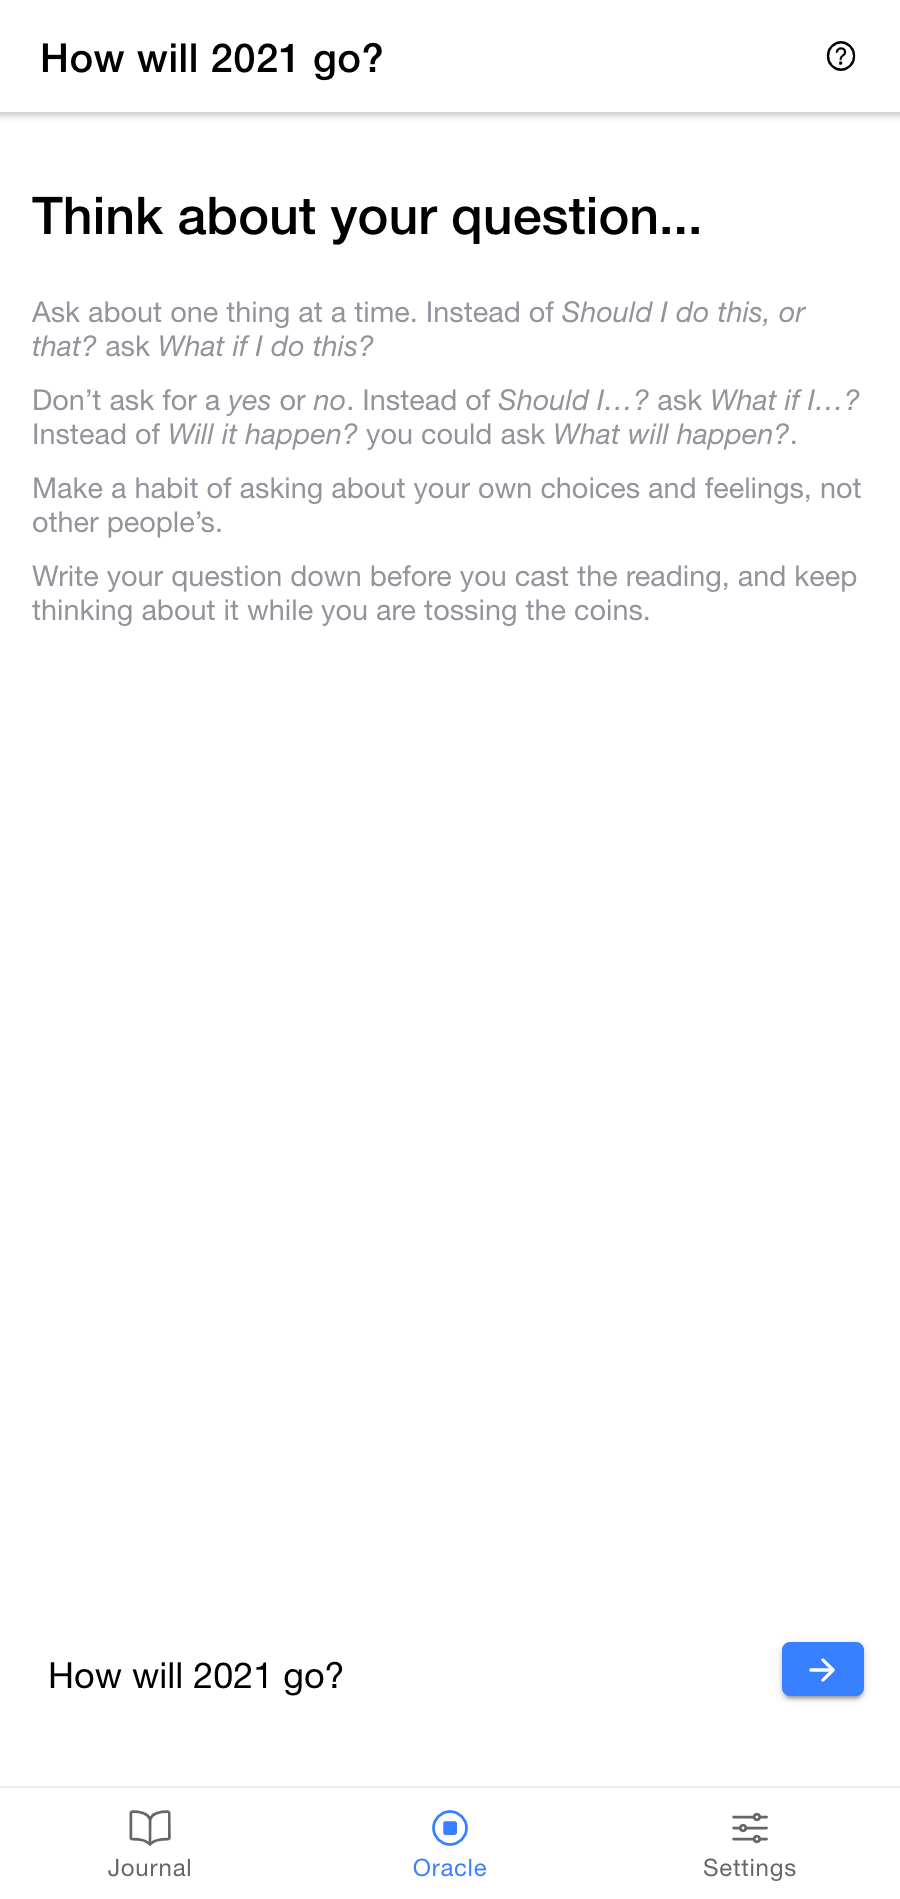 How will 2021 go?
Think about your question...
Ask about one thing at a time. Instead of Should I do this, or
that? ask What if I do this?
Don’t ask for a yes or no. Instead of Should I…? ask What if I…?
Instead of Will it happen? you could ask What will happen?.
Make a habit of asking about your own choices and feelings, not
other people’s.
Write your question down before you cast the reading, and keep
thinking about it while you are tossing the coins.
How will 2021 go?
Journal
Oracle
Settings